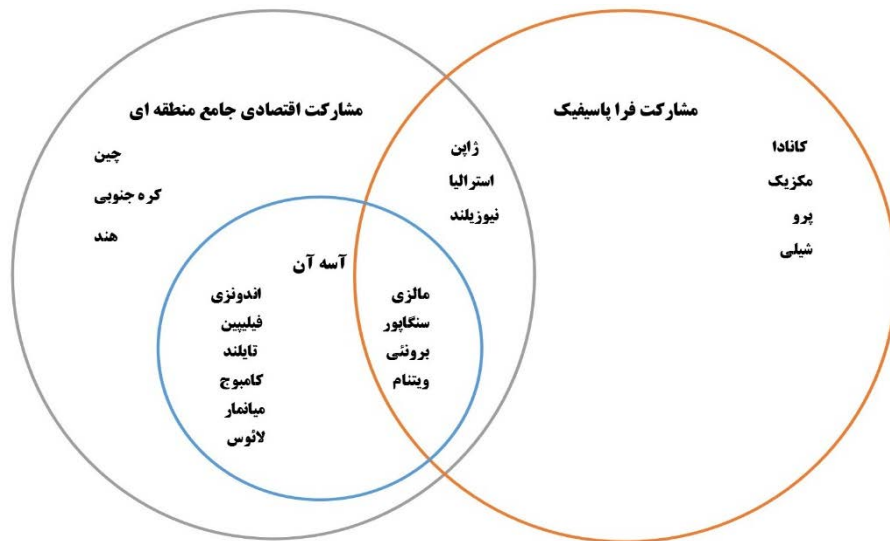 مشارکت فرا پاسیفیک
کانادا
مکزیک
پرو
شیلی
ژاپن
استرالیا
نیوزیلند
مشارکت اقتصادی جامع منطقه ای
چین
کره جنوبی
هند
آسه آن
مالزی
سنگاپور
برونئی
ویتنام
اندونزی
فیلیپین
تایلند
کامبوج
میانمار
لائوس